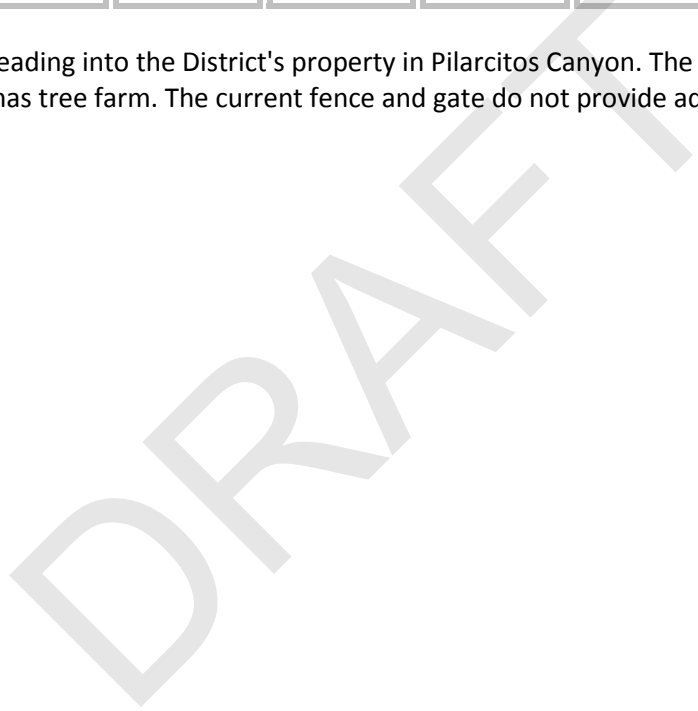 eading into the District's property in Pilarcitos Canyon. The
has tree farm. The current fence and gate do not provide ad
DRAFT